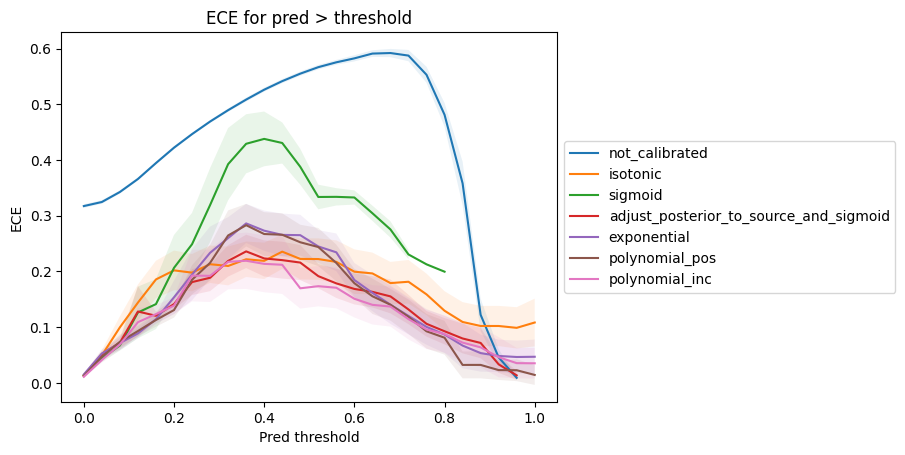 ECE for pred > threshold
ECE
0.6
0.5
0.4
0.3
0.2
0.1
0.0
0.0 0.2 0.4 0.6 0.8 1.0
Pred threshold
not_calibrated
isotonic
sigmoid
adjust_posterior_to_source_and_sigmoid
exponential
polynomial_pos
polynomial_inc